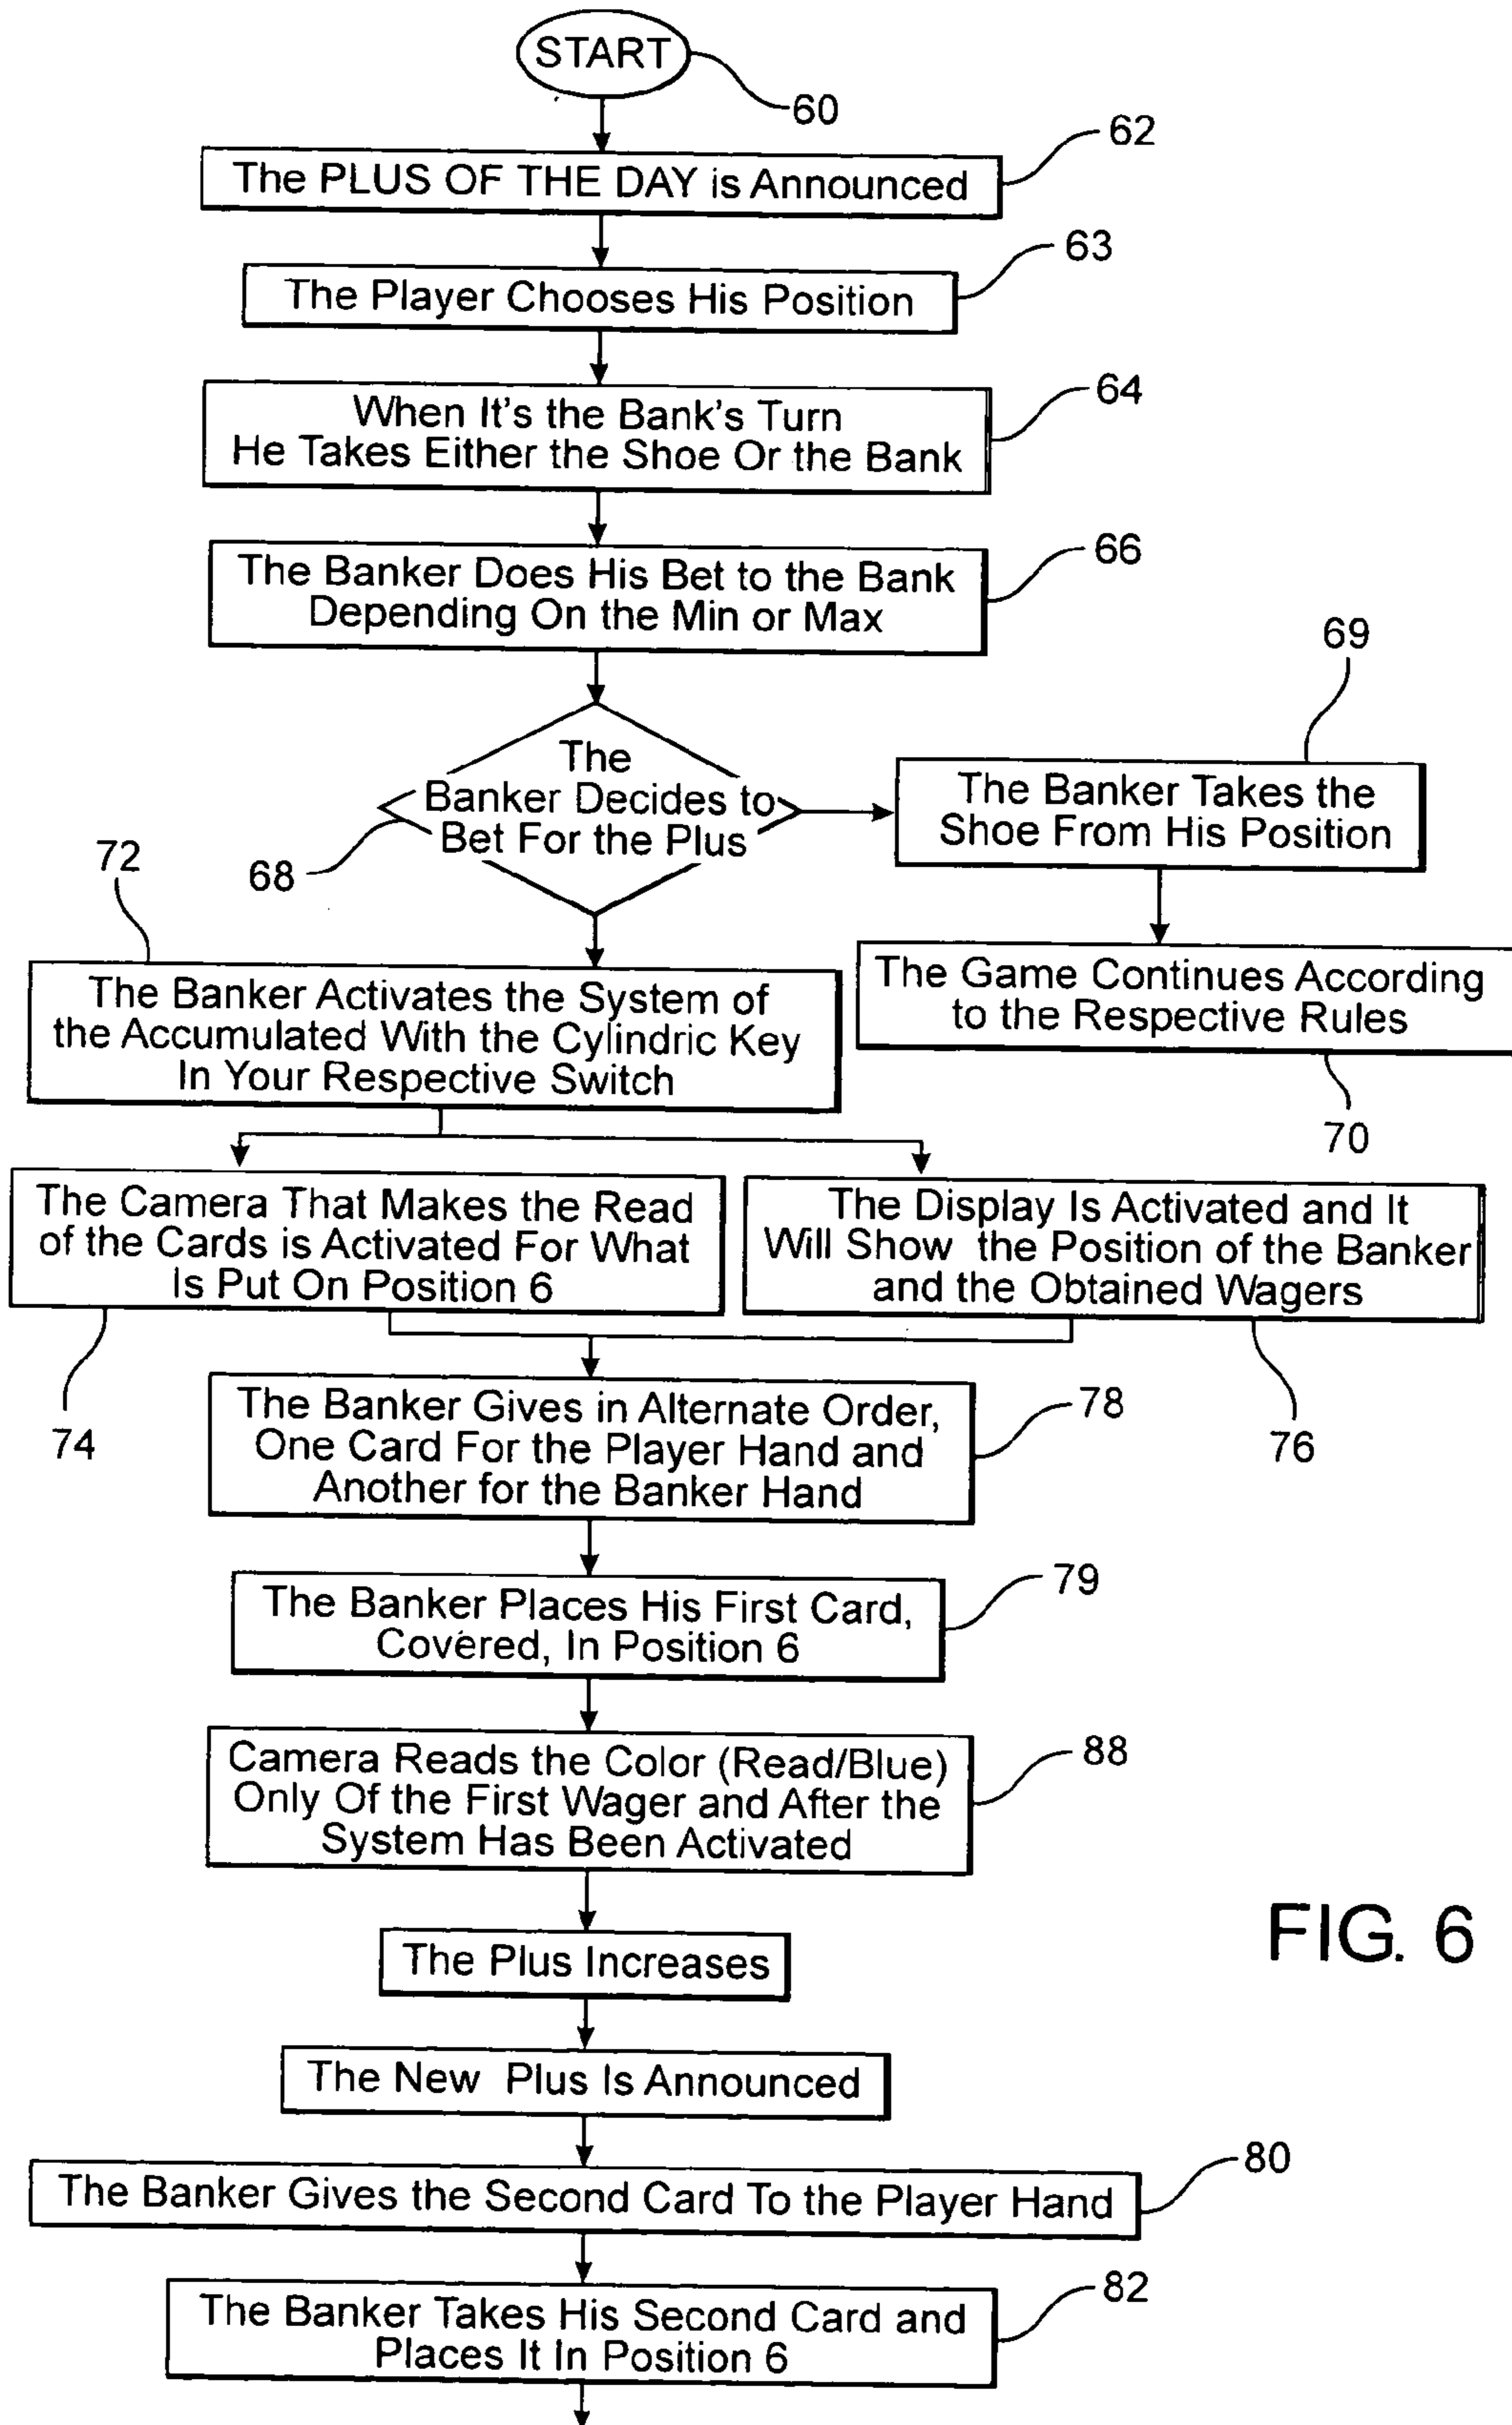 START
60
The PLUS OF THE DAY is Announced
62
The Player Chooses His Position
63
When It's the Bank's Turn
He Takes Either the Shoe Or the Bank
64
The Banker Does His Bet to the Bank
Depending On the Min or Max
66
The
Banker Decides to
Bet For the Plus
68
69
The Banker Takes the
Shoe From His Position
The Game Continues According
to the Respective Rules
70
72
The Banker Activates the System of
the Accumulated With the Cylindric Key
In Your Respective Switch
The Camera That Makes the Read
of the Cards is Activated For What
Is Put On Position 6
74
The Display Is Activated and It
Will Show the Position of the Banker
and the Obtained Wagers
76
The Banker Gives in Alternate Order,
One Card For the Player Hand and
Another for the Banker Hand
78
The Banker Places His First Card,
Covered, In Position 6
79
Camera Reads the Color (Read/Blue)
Only Of the First Wager and After the
System Has Been Activated
88
The Plus Increases
FIG. 6
The New Plus Is Announced
The Banker Gives the Second Card To the Player Hand
80
The Banker Takes His Second Card and
Places It In Position 6
82